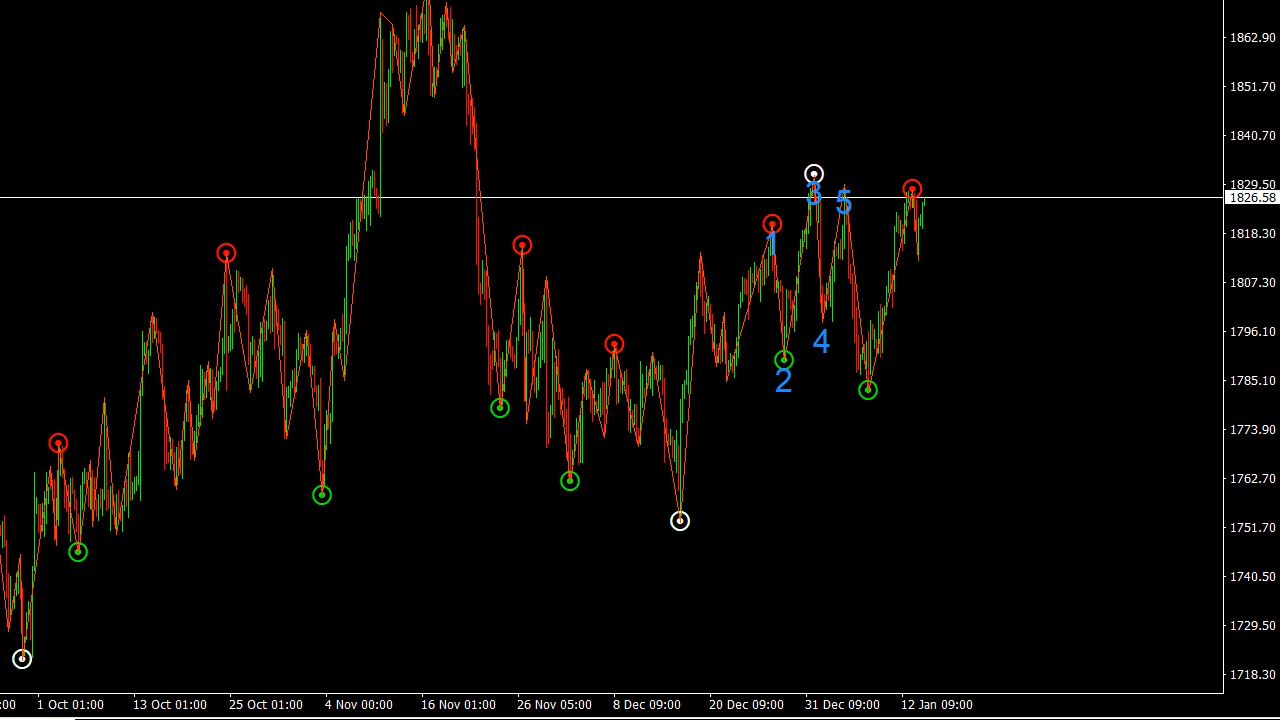 1862.90
1851.70
1840.70
1829.50
1826.58
1818.30
1807.30
1796.10
1785.10
1773.90
1762.70
1751.70
1740.50
1729.50
1718.30
3
5
1
4
2
:00
1 Oct 01:00
13 Oct 01:00
25 Oct 01:00
4 Nov 00:00
16 Nov 01:00
26 Nov 05:00
8 Dec 09:00
20 Dec 09:00
31 Dec 09:00
12 Jan 09:00